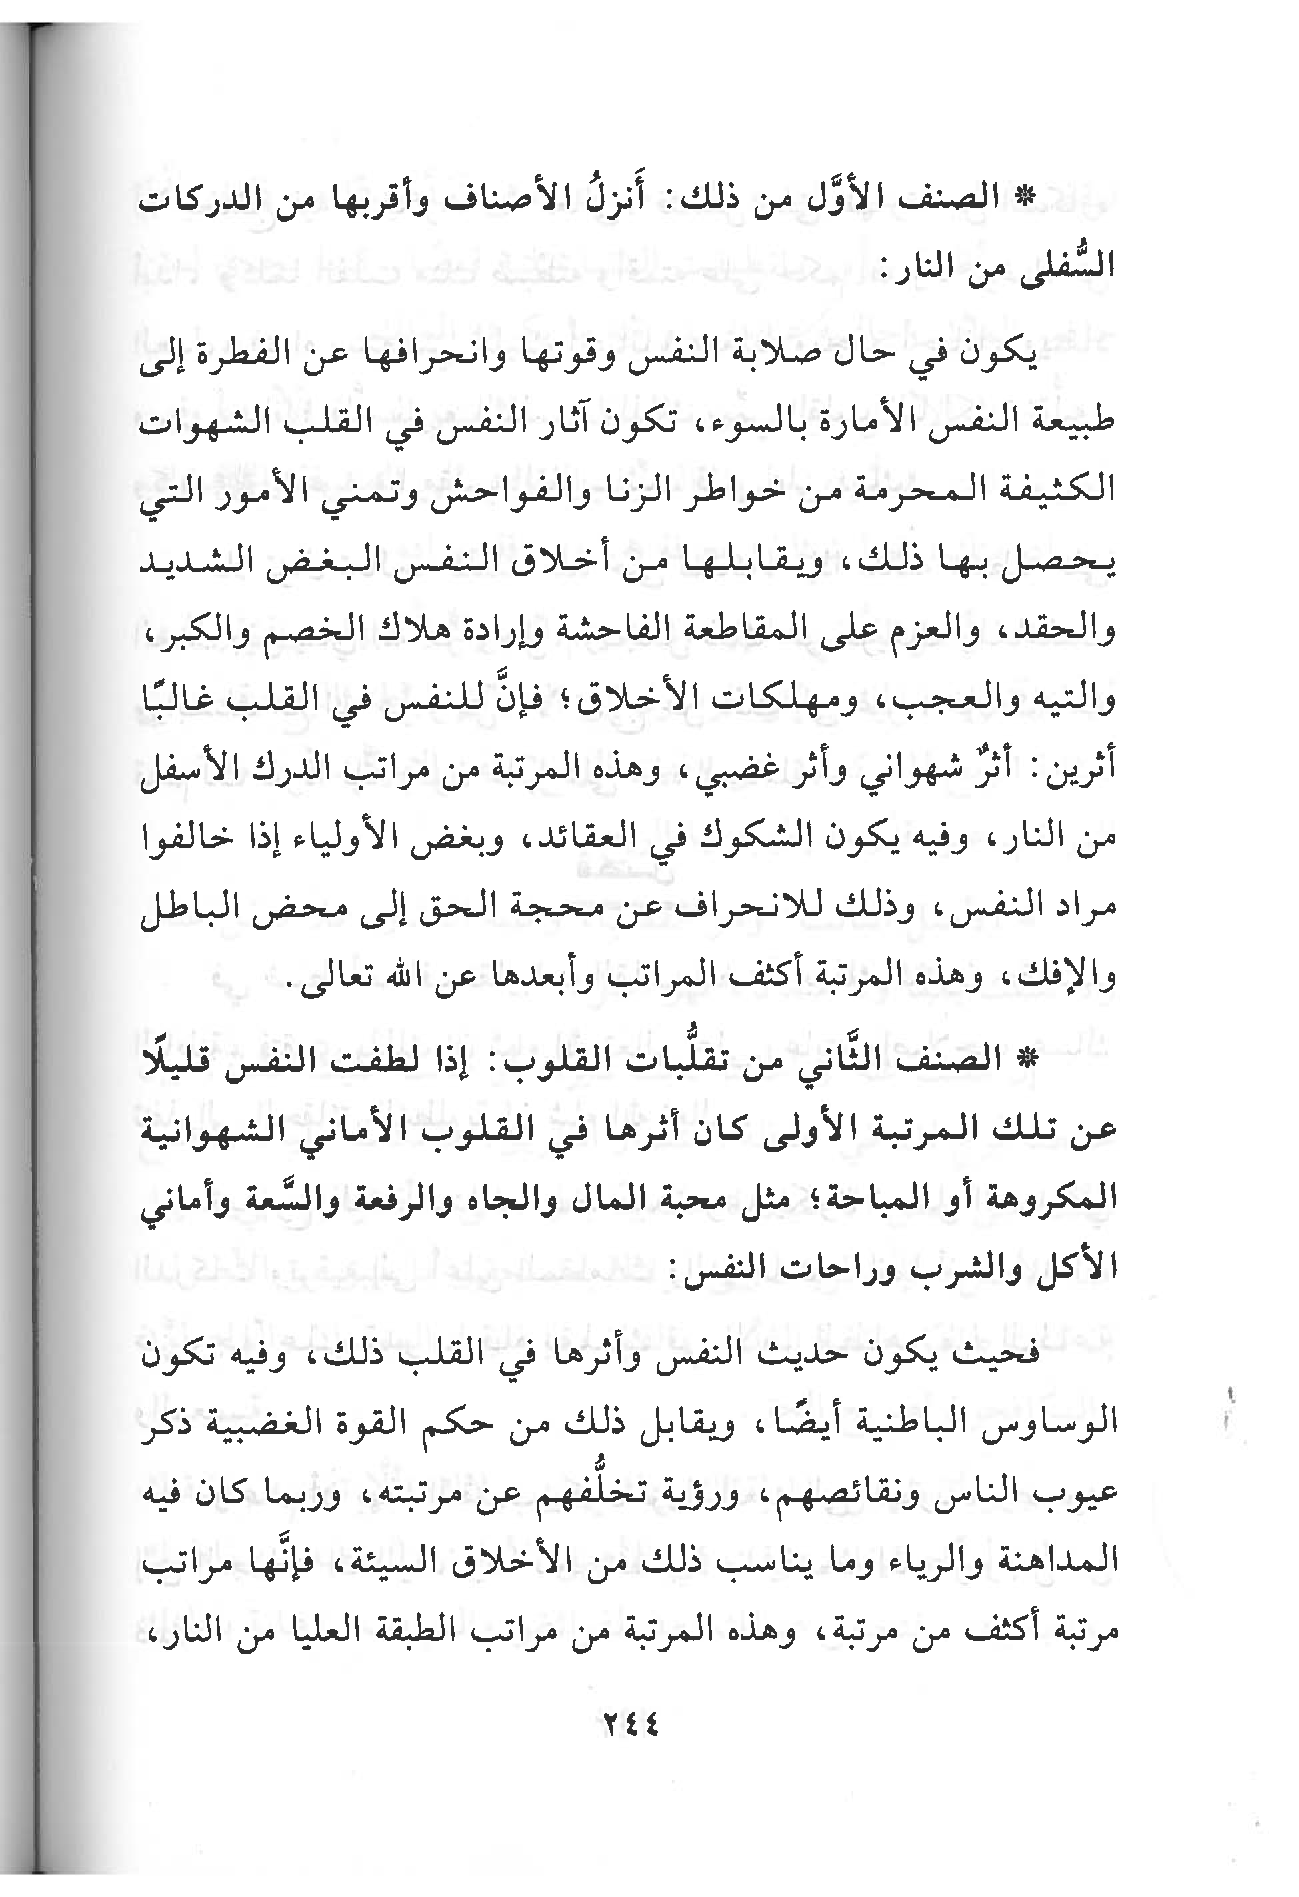 * الصنف الأوَّل من ذلك: أَنزلُ الأصناف وأقربها من الدركات
السُّفلى من النار:
يكون في حال صلابة النفس وقوتها وانحرافها عن الفطرة إلى
طبيعة النفس الأمارة بالسوء، تكون آثار النفس في القلب الشهوات
الكثيفة المحرمة من خواطر الزنا والفواحش وتمني الأمور التي
يحصل بها ذلك، ويقابلها من أخلاق النفس البغض الشديد
والحقد، والعزم على المقاطعة الفاحشة وإرادة هلاك الخصم والكبر،
والتيه والعجب، ومهلكات الأخلاق؛ فإنَّ للنفس في القلب غالبًا
أثرين: أثرٌ شهواني وأثر غضبي، وهذه المرتبة من مراتب الدرك الأسفل
من النار، وفيه يكون الشكوك في العقائد، وبغض الأولياء إذا خالفوا
مراد النفس، وذلك للانحراف عن محجة الحق إلى محض الباطل
والإفك، وهذه المرتبة أكثف المراتب وأبعدها عن الله تعالى.
* الصنف الثَّاني من تقلُّبات القلوب: إذا لطفت النفس قليلًا
عن تلك المرتبة الأولى كان أثرها في القلوب الأماني الشهوانية
المكروهة أو المباحة؛ مثل محبة المال والجاه والرفعة والسَّعة وأماني
الأكل والشرب وراحات النفس:
فحيث يكون حديث النفس وأثرها في القلب ذلك، وفيه تكون
الوساوس الباطنية أيضًا، ويقابل ذلك من حكم القوة الغضبية ذكر
عيوب الناس ونقائصهم، ورؤية تخلُّفهم عن مرتبته، وربما كان فيه
المداهنة والرياء وما يناسب ذلك من الأخلاق السيئة، فإنَّها مراتب
مرتبة أكثف من مرتبة، وهذه المرتبة من مراتب الطبقة العليا من النار،
٢٤٤